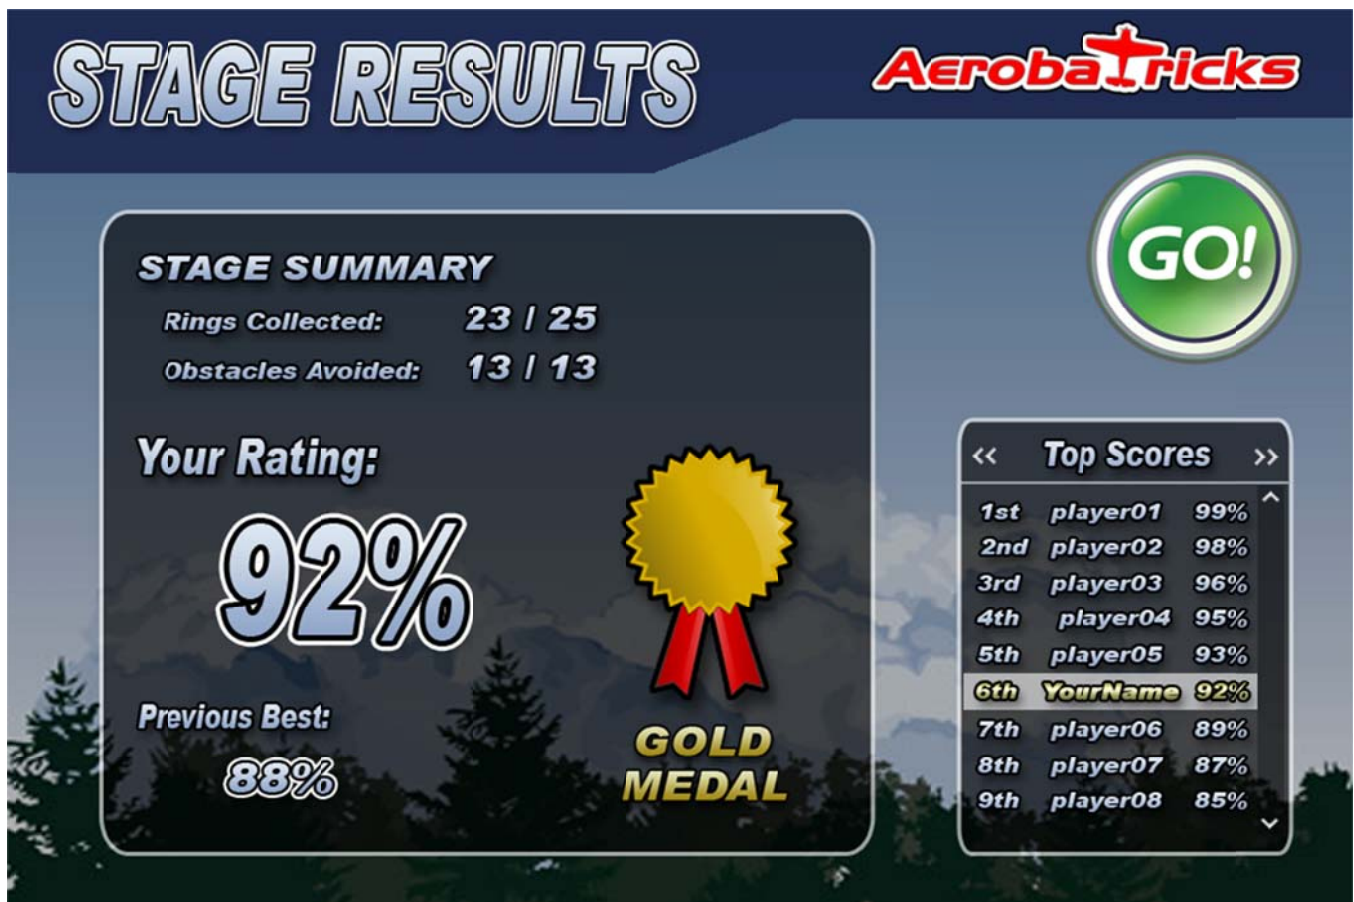 STAGE RESULTS
AerobaTricks
GO!
STAGE SUMMARY
Rings Collected: 23 / 25
Obstacles Avoided: 13 / 13
Your Rating:
92%
Previous Best:
88%
GOLD
MEDAL
<< Top Scores >>
1st player01 99%
2nd player02 98%
3rd player03 96%
4th player04 95%
5th player05 93%
6th YourName 92%
7th player06 89%
8th player07 87%
9th player08 85%